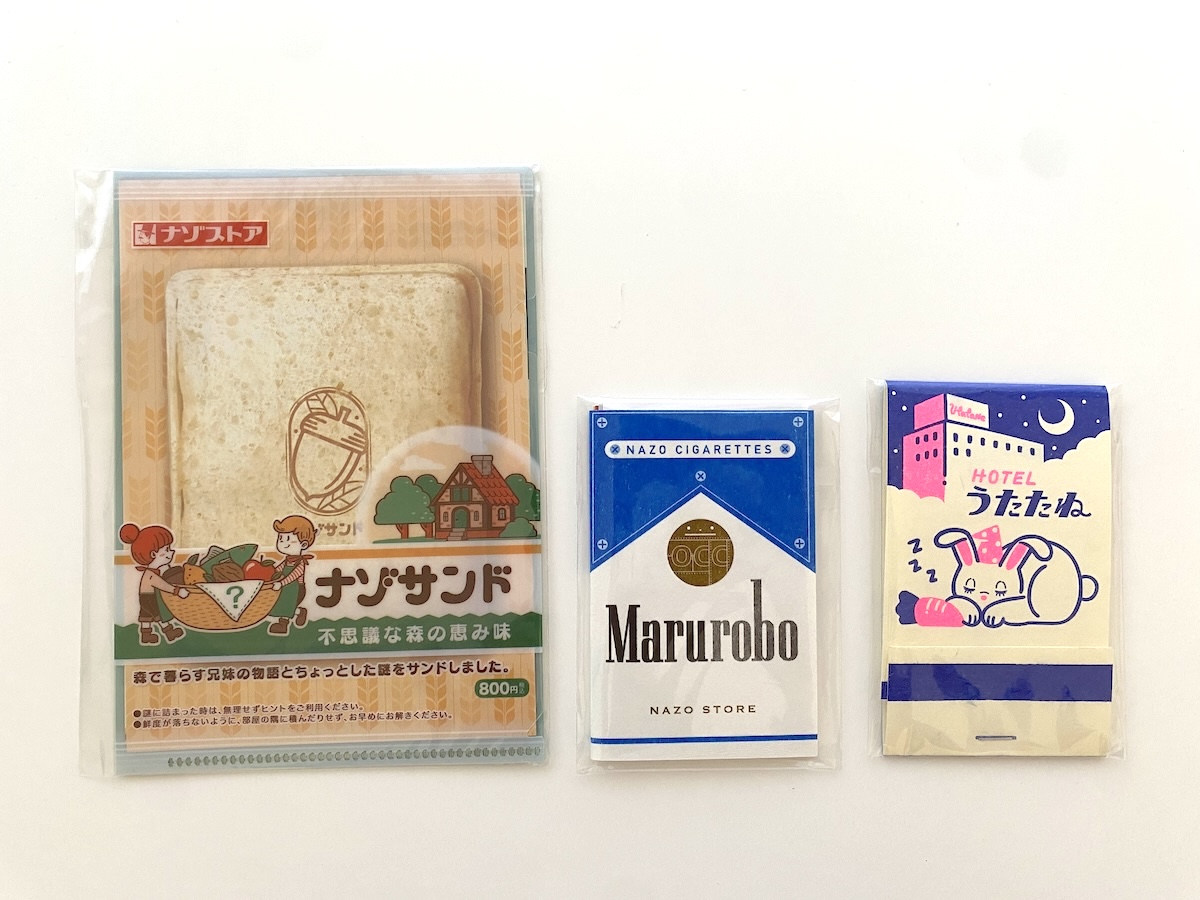 ナゾストア
ナゾサンド
?
ナゾサンド
不思議な森の恵み味
森で暮らす兄妹の物語とちょっとした謎をサンドしました。
800円
●謎に詰まった時は、無理せずヒントをご利用ください。
●鮮度が落ちないように、部屋の隅に積んだりせず、お早めにお解きください。
NAZO CIGARETTES
Marurobo
NAZO STORE
Utatane
HOTEL
うたたね
z z z